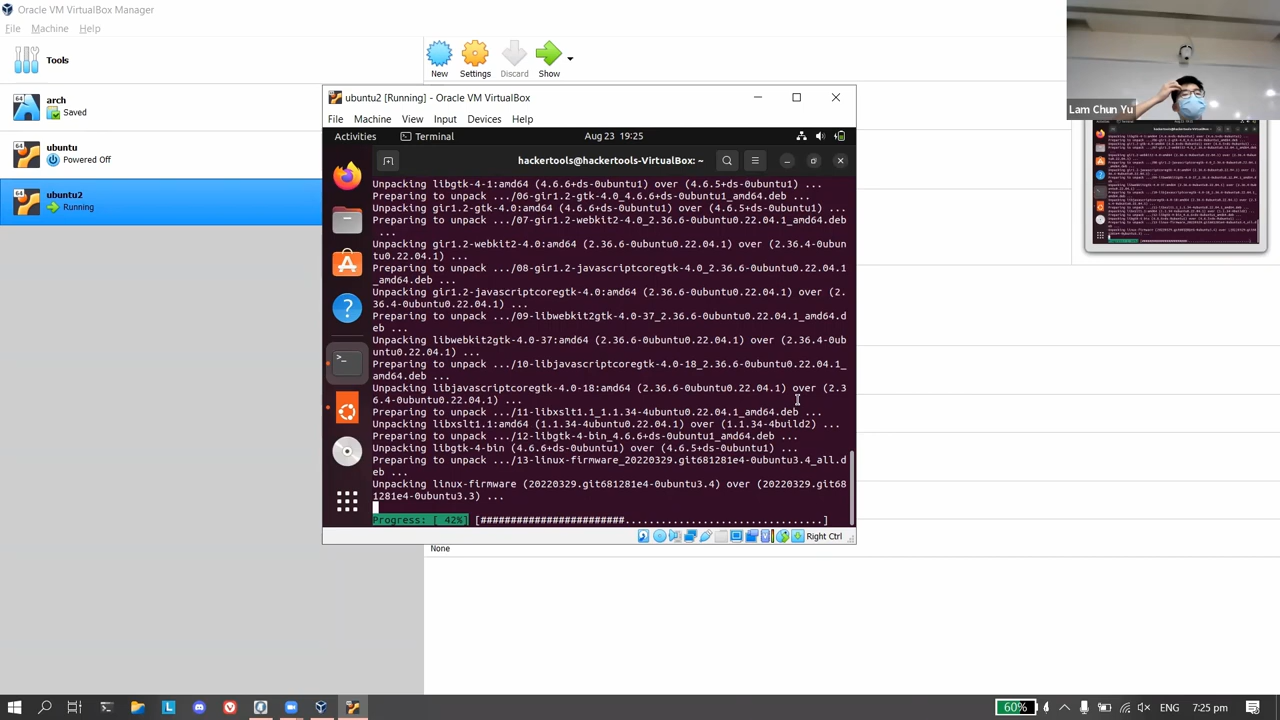 Oracle VM VirtualBox Manager
File Machine Help
Tools
New Settings Discard Show
arch
Saved
ubuntu
Powered Off
ubuntu2
Running
Lam Chun Yu
ubuntu2 [Running] - Oracle VM VirtualBox
File Machine View Input Devices Help
Activities Terminal Aug 23 19:25
hackertools@hackertools-VirtualBox: ~
Preparing to unpack .../06-gir1.2-gtk-4.0_4.6.6+ds-0ubuntu1_amd64.deb ...
Unpacking gir1.2-gtk-4.0:amd64 (4.6.6+ds-0ubuntu1) over (4.6.5+ds-0ubuntu1) ...
Preparing to unpack .../07-gir1.2-webkit2-4.0_2.36.6-0ubuntu0.22.04.1_amd64.deb
...
Unpacking gir1.2-webkit2-4.0:amd64 (2.36.6-0ubuntu0.22.04.1) over (2.36.4-0ubun
tu0.22.04.1) ...
Preparing to unpack .../08-gir1.2-javascriptcoregtk-4.0_2.36.6-0ubuntu0.22.04.1
_amd64.deb ...
Unpacking gir1.2-javascriptcoregtk-4.0:amd64 (2.36.6-0ubuntu0.22.04.1) over (2.
36.4-0ubuntu0.22.04.1) ...
Preparing to unpack .../09-libwebkit2gtk-4.0-37_2.36.6-0ubuntu0.22.04.1_amd64.d
eb ...
Unpacking libwebkit2gtk-4.0-37:amd64 (2.36.6-0ubuntu0.22.04.1) over (2.36.4-0ub
untu0.22.04.1) ...
Preparing to unpack .../10-libjavascriptcoregtk-4.0-18_2.36.6-0ubuntu0.22.04.1_
amd64.deb ...
Unpacking libjavascriptcoregtk-4.0-18:amd64 (2.36.6-0ubuntu0.22.04.1) over (2.3
6.4-0ubuntu0.22.04.1) ...
Preparing to unpack .../11-libxslt1.1_1.1.34-4ubuntu0.22.04.1_amd64.deb ...
Unpacking libxslt1.1:amd64 (1.1.34-4ubuntu0.22.04.1) over (1.1.34-4build2) ...
Preparing to unpack .../12-libgtk-4-bin_4.6.6+ds-0ubuntu1_amd64.deb ...
Unpacking libgtk-4-bin (4.6.6+ds-0ubuntu1) over (4.6.5+ds-0ubuntu1) ...
Preparing to unpack .../13-linux-firmware_20220329.git681281e4-0ubuntu3.4_all.d
eb ...
Unpacking linux-firmware (20220329.git681281e4-0ubuntu3.4) over (20220329.git68
1281e4-0ubuntu3.3) ...
Progress: [ 42%] [########################.................................]
Right Ctrl
None
60% ENG 7:25 pm